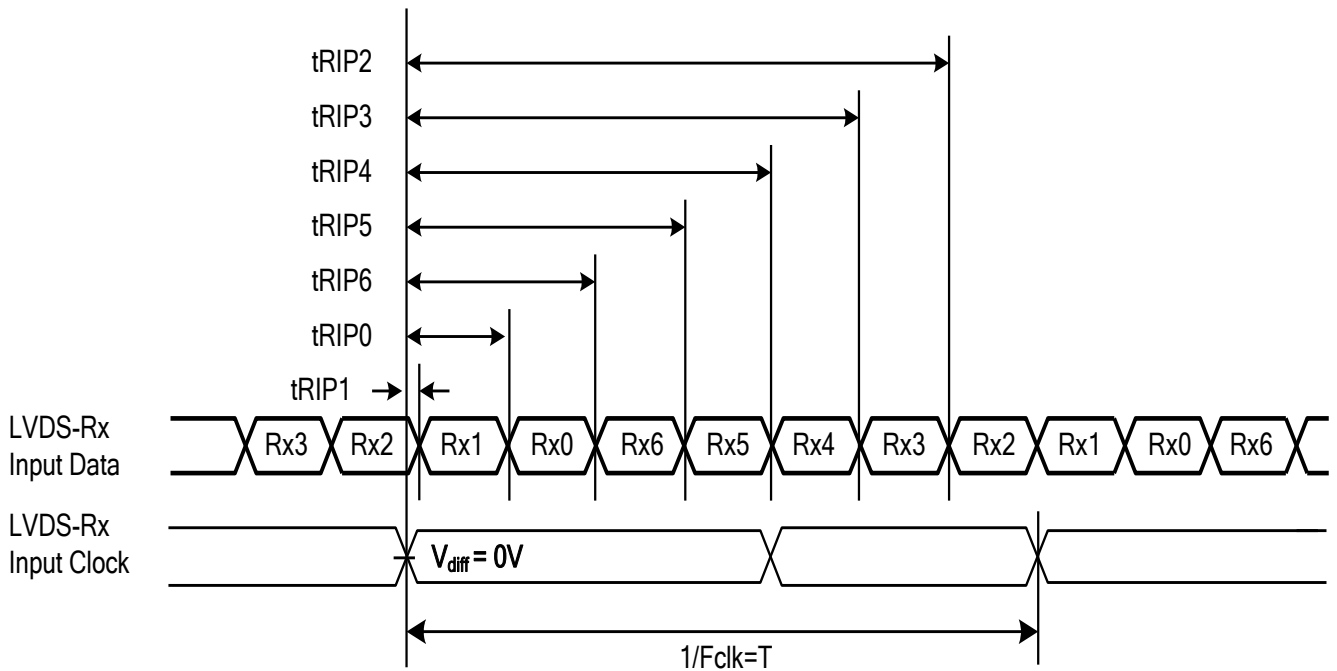 tRIP2
tRIP3
tRIP4
tRIP5
tRIP6
tRIP0
tRIP1
LVDS-Rx
Input Data
Rx3 Rx2 Rx1 Rx0 Rx6 Rx5 Rx4 Rx3 Rx2 Rx1 Rx0 Rx6
LVDS-Rx
Input Clock
Vdiff = 0V
1/Fclk=T